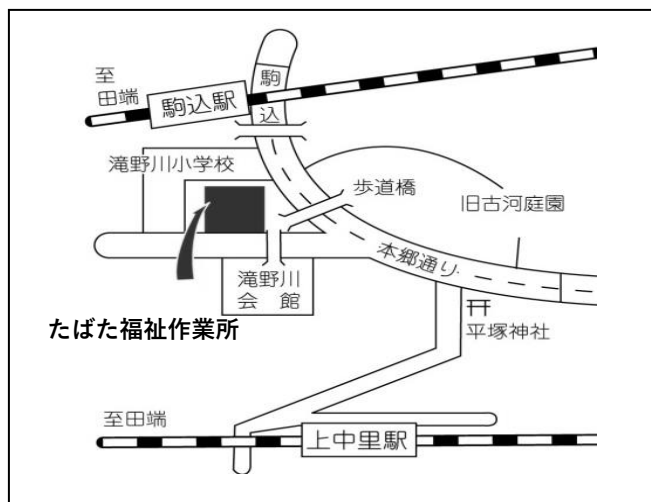 至
田端
駒込駅
駒込
滝野川小学校
歩道橋
旧古河庭園
本郷通り
滝野川
会　館
たばた福祉作業所
平塚神社
至田端
上中里駅